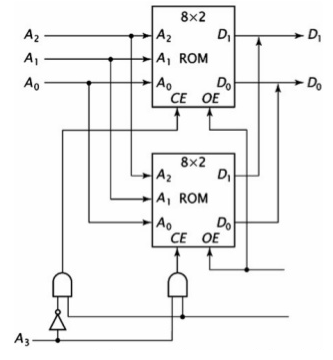 8×2
A₂ A₂ D₁ D₁
A₁ A₁ ROM
A₀ A₀ D₀ D₀
CE OE
8×2
A₂ D₁
A₁ ROM
A₀ D₀
CE OE
A₃